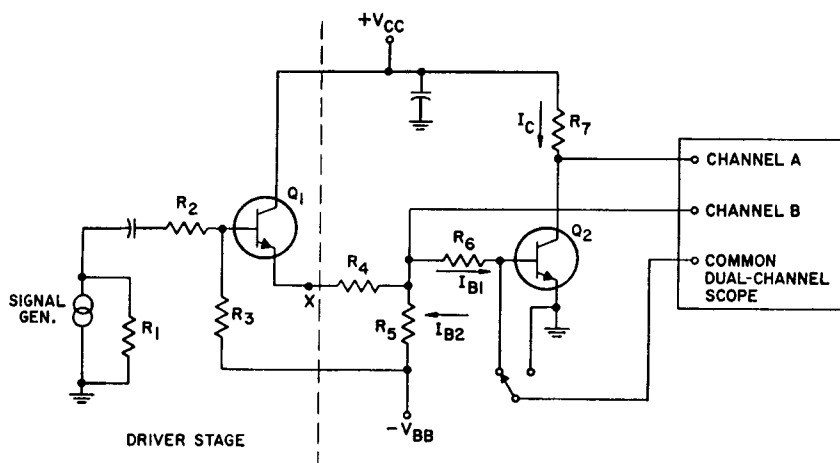 +VCC
IC
R7
CHANNEL A
Q1
R2
CHANNEL B
Q2
R6
R4
COMMON
DUAL-CHANNEL
SCOPE
IB1
X
SIGNAL
GEN.
R1
R3
R5
IB2
-VBB
DRIVER STAGE